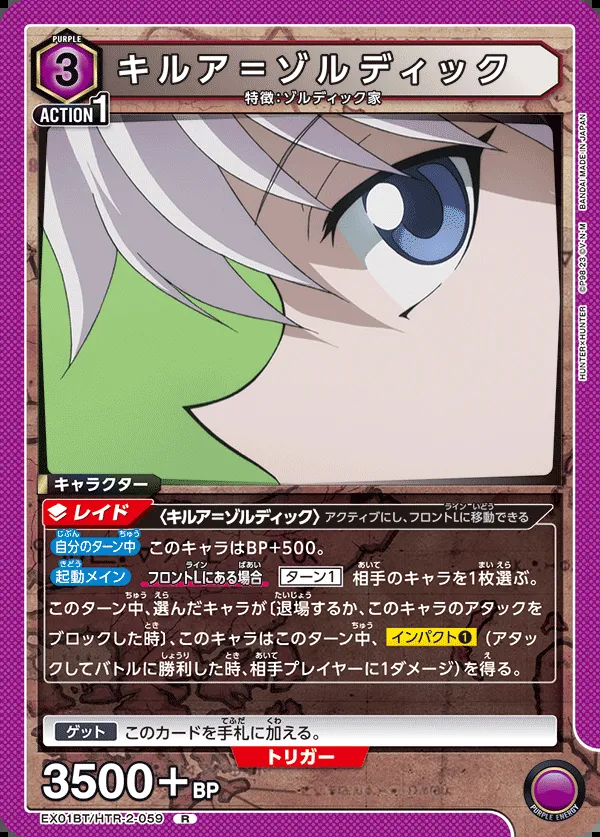 PURPLE
3
キルア＝ゾルディック
特徴：ゾルディック家
ACTION 1
HUNTER×HUNTER ©P98-23 ©V・N・M BANDAI MADE IN JAPAN
キャラクター
レイド 〈キルア=ゾルディック〉 アクティブにし、フロントLに移動できる
自分のターン中 このキャラはBP+500。
起動メイン フロントLにある場合 ターン1 相手のキャラを1枚選ぶ。
このターン中、選んだキャラが〔退場するか、このキャラのアタックを
ブロックした時〕、このキャラはこのターン中、 インパクト❶ （アタッ
クしてバトルに勝利した時、相手プレイヤーに1ダメージ）を得る。
ゲット このカードを手札に加える。
トリガー
3500+BP
EX01BT/HTR-2-059 R
ENERGY